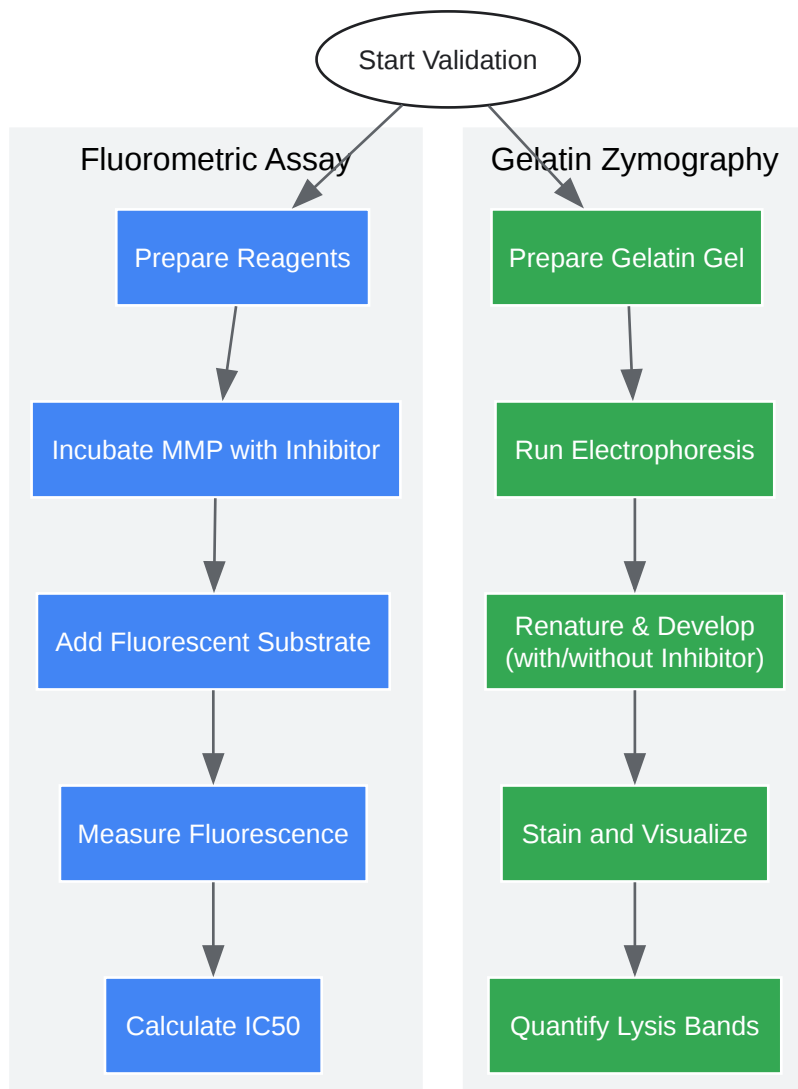 Start Validation
Fluorometric Assay
Prepare Reagents
Incubate MMP with Inhibitor
Add Fluorescent Substrate
Measure Fluorescence
Calculate IC50
Gelatin Zymography
Prepare Gelatin Gel
Run Electrophoresis
Renature & Develop
(with/without Inhibitor)
Stain and Visualize
Quantify Lysis Bands